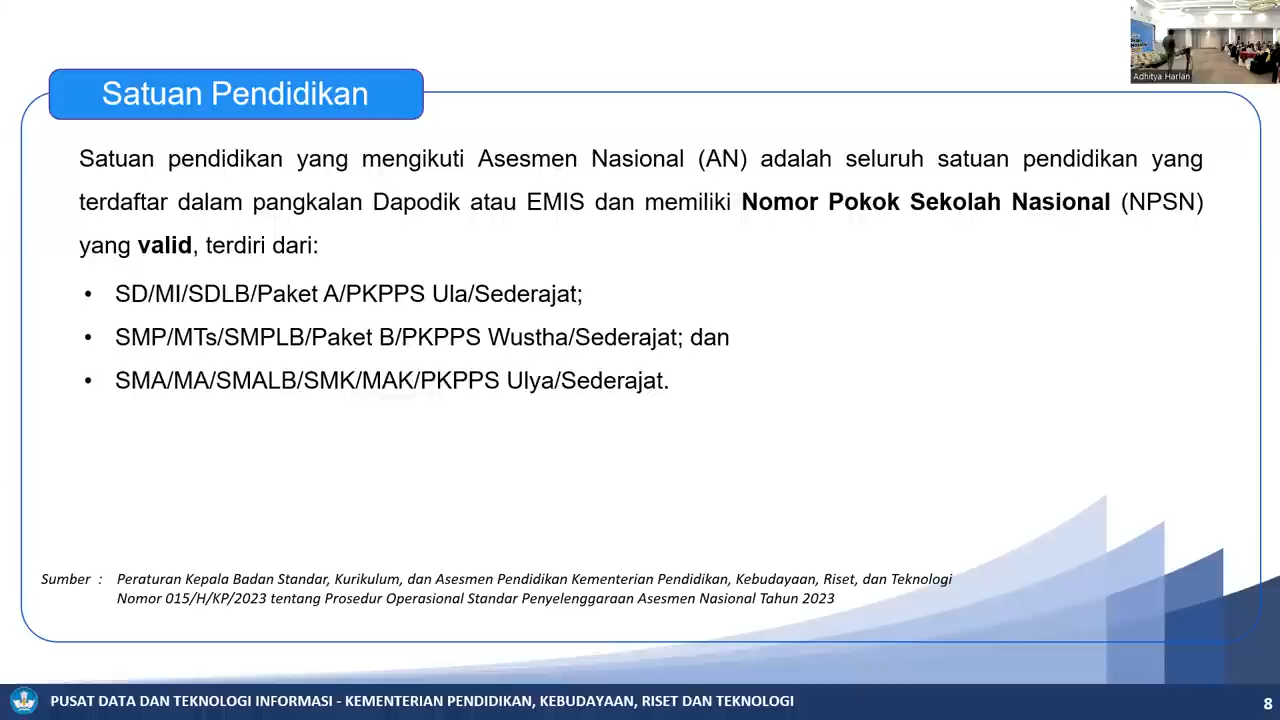 Adhitya Harlan
Satuan Pendidikan
Satuan pendidikan yang mengikuti Asesmen Nasional (AN) adalah seluruh satuan pendidikan yang
terdaftar dalam pangkalan Dapodik atau EMIS dan memiliki Nomor Pokok Sekolah Nasional (NPSN)
yang valid, terdiri dari:
• SD/MI/SDLB/Paket A/PKPPS Ula/Sederajat;
• SMP/MTs/SMPLB/Paket B/PKPPS Wustha/Sederajat; dan
• SMA/MA/SMALB/SMK/MAK/PKPPS Ulya/Sederajat.
Sumber : Peraturan Kepala Badan Standar, Kurikulum, dan Asesmen Pendidikan Kementerian Pendidikan, Kebudayaan, Riset, dan Teknologi
Nomor 015/H/KP/2023 tentang Prosedur Operasional Standar Penyelenggaraan Asesmen Nasional Tahun 2023
PUSAT DATA DAN TEKNOLOGI INFORMASI - KEMENTERIAN PENDIDIKAN, KEBUDAYAAN, RISET DAN TEKNOLOGI
8